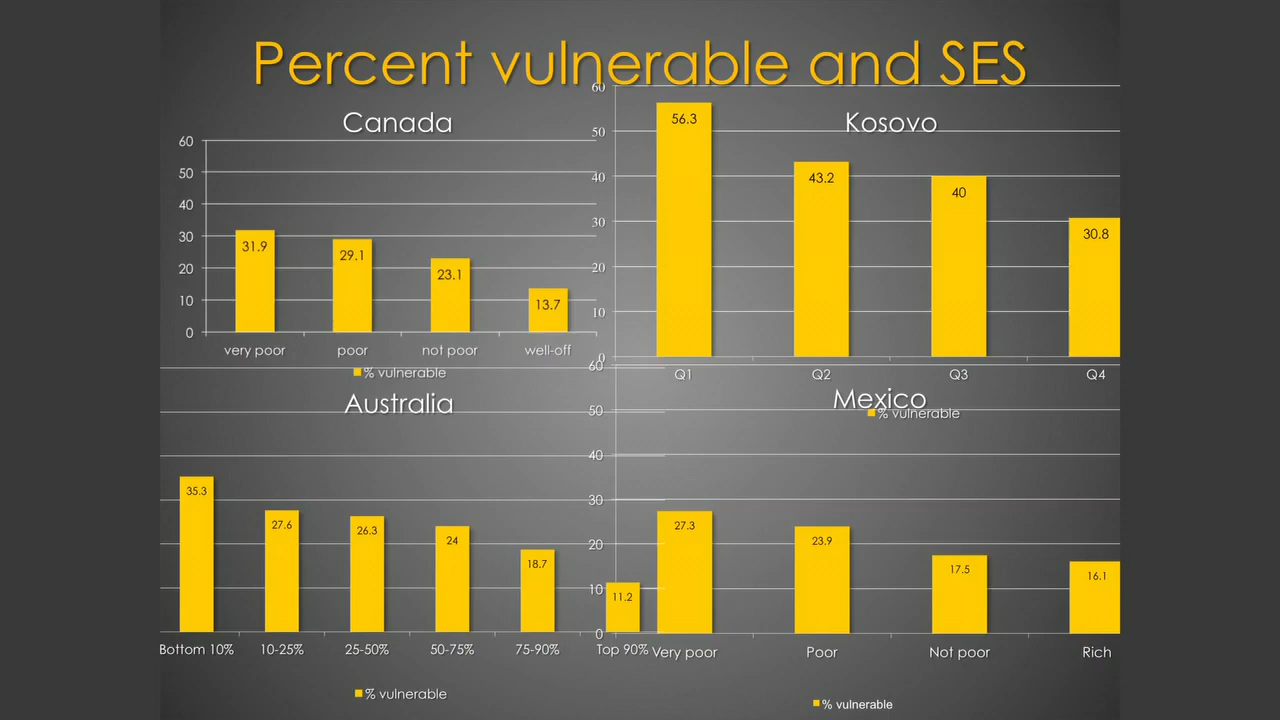 Percent vulnerable and SES
Canada
60
50
40
30
20
10
0
31.9
29.1
23.1
13.7
very poor
poor
not poor
well-off
% vulnerable
Kosovo
60
50
40
30
20
10
0
56.3
43.2
40
30.8
Q1
Q2
Q3
Q4
% vulnerable
Australia
35.3
27.6
26.3
24
18.7
11.2
Bottom 10%
10-25%
25-50%
50-75%
75-90%
Top 90%
% vulnerable
Mexico
60
50
40
30
20
10
0
27.3
23.9
17.5
16.1
Very poor
Poor
Not poor
Rich
% vulnerable